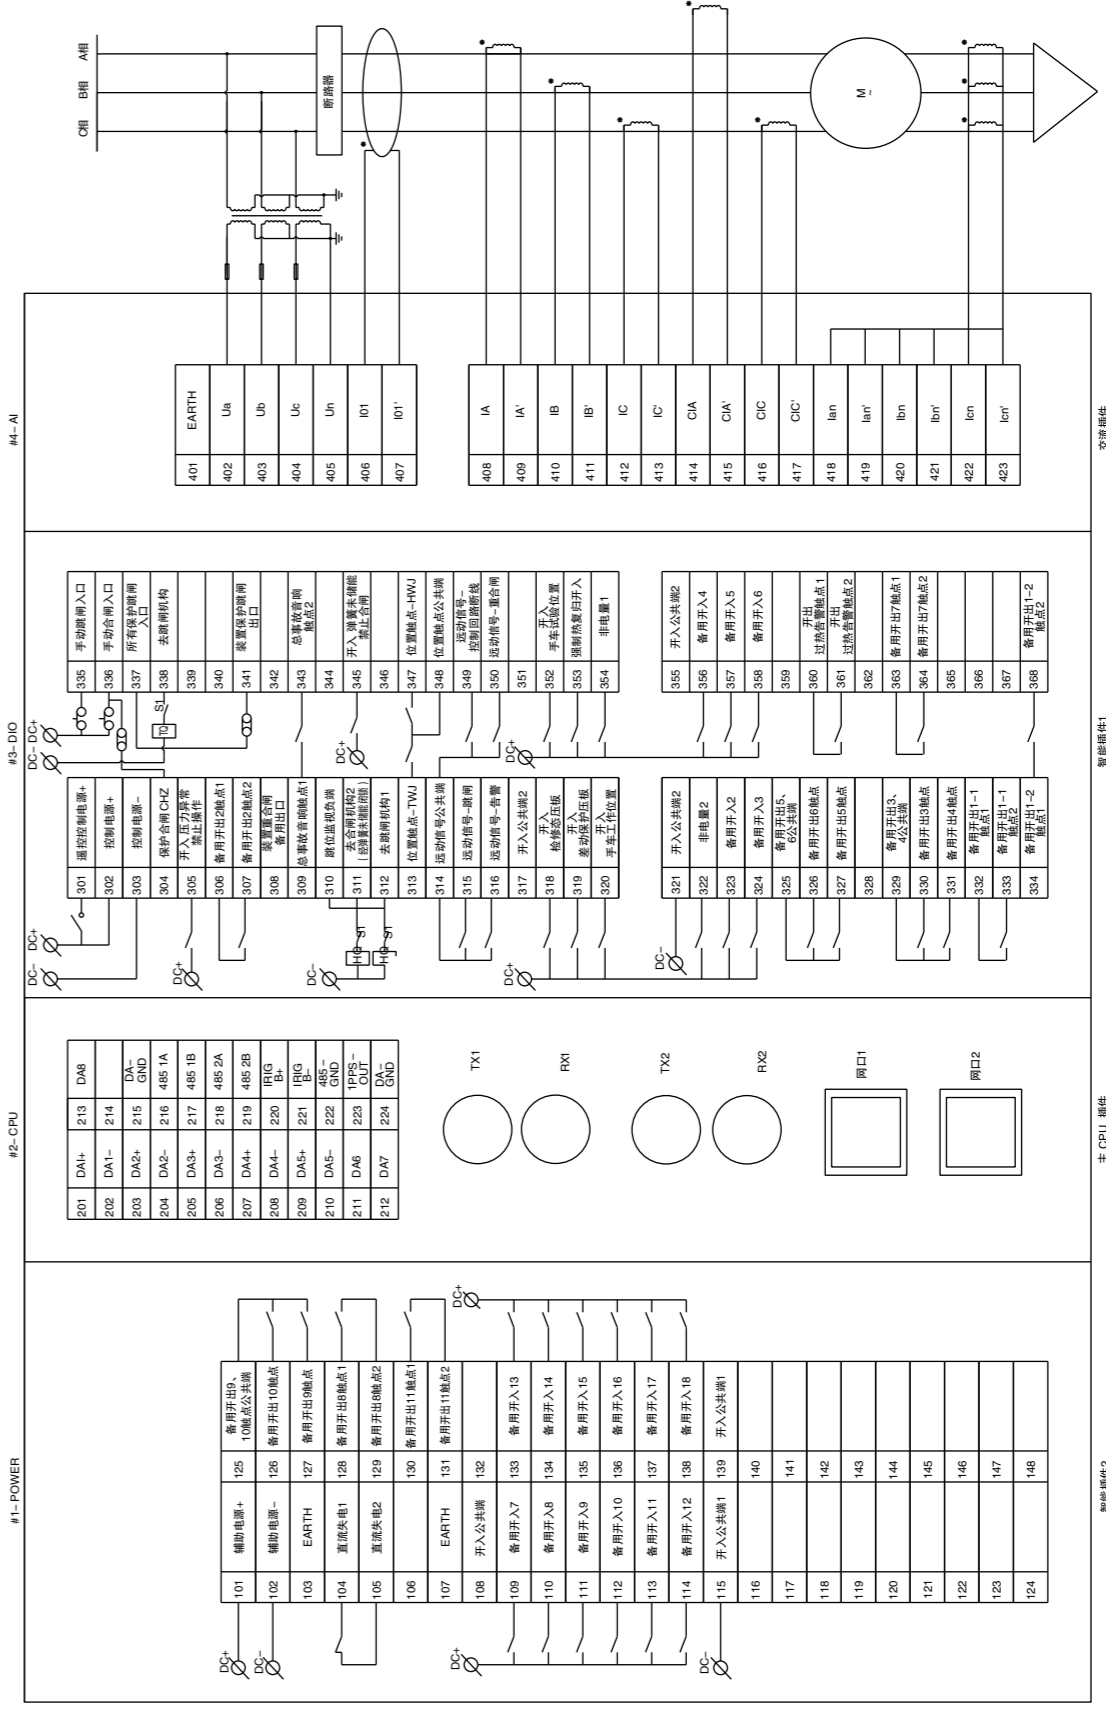 #1–POWER
101 辅助电源+
102 辅助电源–
103 EARTH
104 直流失电1
105 直流失电2
106
107 EARTH
108 开入公共端
109 备用开入7
110 备用开入8
111 备用开入9
112 备用开入10
113 备用开入11
114 备用开入12
115 开入公共端1
116
117
118
119
120
121
122
123
124
125 备用开出9、
10触点公共端
126 备用开出10触点
127 备用开出9触点
128 备用开出8触点1
129 备用开出8触点2
130 备用开出11触点1
131 备用开出11触点2
132
133 备用开入13
134 备用开入14
135 备用开入15
136 备用开入16
137 备用开入17
138 备用开入18
139 开入公共端1
140
141
142
143
144
145
146
147
148
DC+
DC–
DC+
DC–
DC+
智能插件2
#2–CPU
201 DAI+
202 DA1–
203 DA2+
204 DA2–
205 DA3+
206 DA3–
207 DA4+
208 DA4–
209 DA5+
210 DA5–
211 DA6
212 DA7
213 DA8
214
215 DA–
GND
216 485 1A
217 485 1B
218 485 2A
219 485 2B
220 IRIG
B+
221 IRIG
B–
222 485–
GND
223 1PPS–
OUT
224 DA–
GND
TX1
RX1
TX2
RX2
网口1
网口2
主 CPU 插件
#3–DIO
DC–
DC+
DC+
DC–
DC+
DC–
301 遥控控制电源+
302 控制电源+
303 控制电源–
304 保护合闸CHZ
305 开入压力异常
禁止操作
306 备用开出2触点1
307 备用开出2触点2
308 装置重合闸
备用出口
309 总事故音响触点1
310 跳位监视负端
311 去合闸机构2
(经弹簧未储能闭锁)
312 去跳闸机构1
313 位置触点–TWJ
314 远动信号公共端
315 远动信号–跳闸
316 远动信号–告警
317 开入公共端2
318 开入
检修态压板
319 开入
差动保护压板
320 开入
手车工作位置
HQ S1
HQ S1
321 开入公共端2
322 非电量2
323 备用开入2
324 备用开入3
325 备用开出5、
6公共端
326 备用开出6触点
327 备用开出5触点
328
329 备用开出3、
4公共端
330 备用开出3触点
331 备用开出4触点
332 备用开出1–1
触点1
333 备用开出1–1
触点2
334 备用开出1–2
触点1
DC–
DC+
TQ S1
DC+
DC+
335 手动跳闸入口
336 手动合闸入口
337 所有保护跳闸
入口
338 去跳闸机构
339
340
341 装置保护跳闸
出口
342
343 总事故音响
触点2
344
345 开入 弹簧未储能
禁止合闸
346
347 位置触点–HWJ
348 位置触点公共端
349 远动信号–
控制回路断线
350 远动信号–重合闸
351
352 开入
手车试验位置
353 强制热复归开入
354 非电量1
355 开入公共端2
356 备用开入4
357 备用开入5
358 备用开入6
359
360 开出
过热告警触点1
361 开出
过热告警触点2
362
363 备用开出7触点1
364 备用开出7触点2
365
366
367
368 备用开出1–2
触点2
DC+
智能插件1
#4–AI
401 EARTH
402 Ua
403 Ub
404 Uc
405 Un
406 I01
407 I01'
408 IA
409 IA'
410 IB
411 IB'
412 IC
413 IC'
414 CIA
415 CIA'
416 CIC
417 CIC'
418 Ian
419 Ian'
420 Ibn
421 Ibn'
422 Icn
423 Icn'
交流插件
A相
B相
C相
断路器
M
~